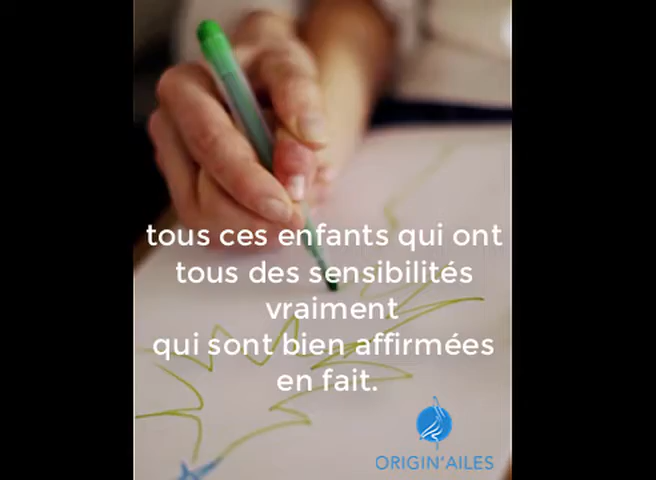 tous ces enfants qui ont
tous des sensibilités
vraiment
qui sont bien affirmées
en fait.
ORIGIN'AILES